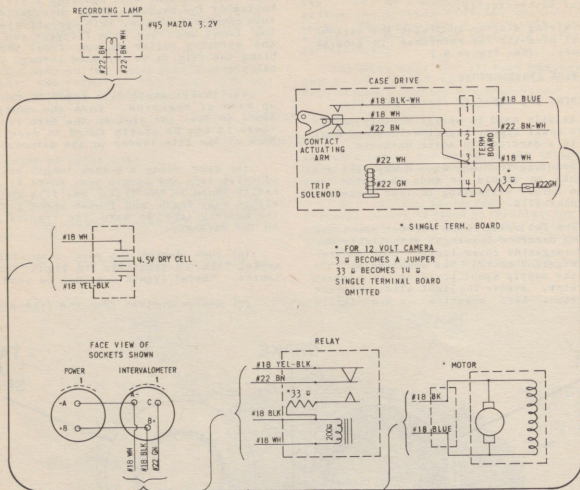 RECORDING LAMP
#45 MAZDA 3.2V
#22 BN
#22 BN-WH
CASE DRIVE
#18 BLK-WH
1
#18 BLUE
#18 WH
#22 BN
2
#22 BN-WH
CONTACT
ACTUATING
ARM
TERM
BOARD
3
#22 WH
#18 WH
*
TRIP
SOLENOID
#22 GN
4
3 Ω
#22GN
* SINGLE TERM. BOARD
* FOR 12 VOLT CAMERA
3 Ω BECOMES A JUMPER
33 Ω BECOMES 14 Ω
SINGLE TERMINAL BOARD
OMITTED
#18 WH
4.5V DRY CELL
#18 YEL-BLK
FACE VIEW OF
SOCKETS SHOWN
POWER
INTERVALOMETER
-A
A-
C
+B
B+
#18 WH
#18 BLK
#22 GN
RELAY
#18 YEL-BLK
#22 BN
*33 Ω
#18 BLK
200Ω
#18 WH
* MOTOR
#18 BK
#18 BLUE